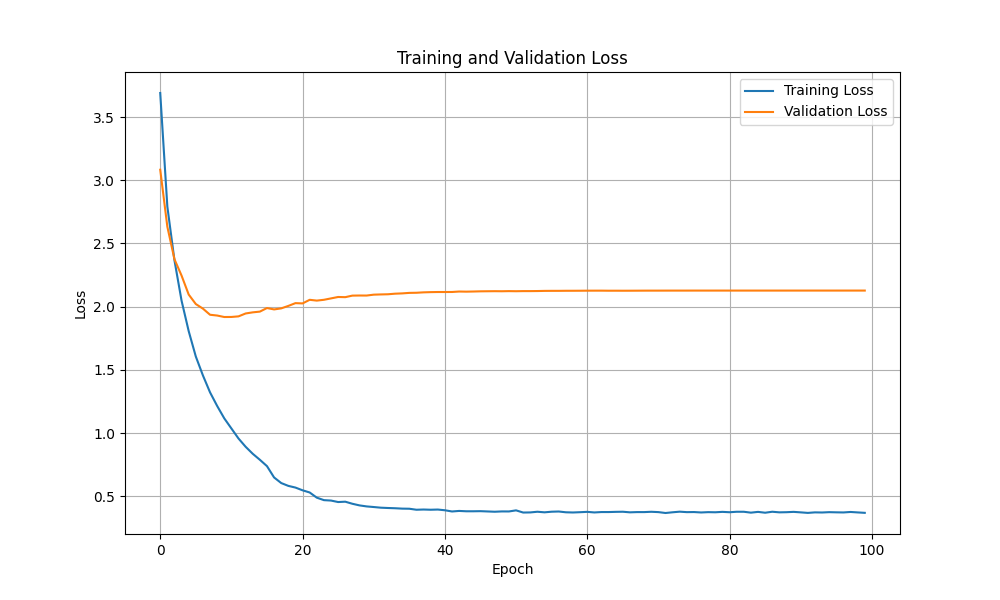 Training and Validation Loss
Training Loss
Validation Loss
3.5
3.0
2.5
2.0
1.5
1.0
0.5
Loss
0 20 40 60 80 100
Epoch